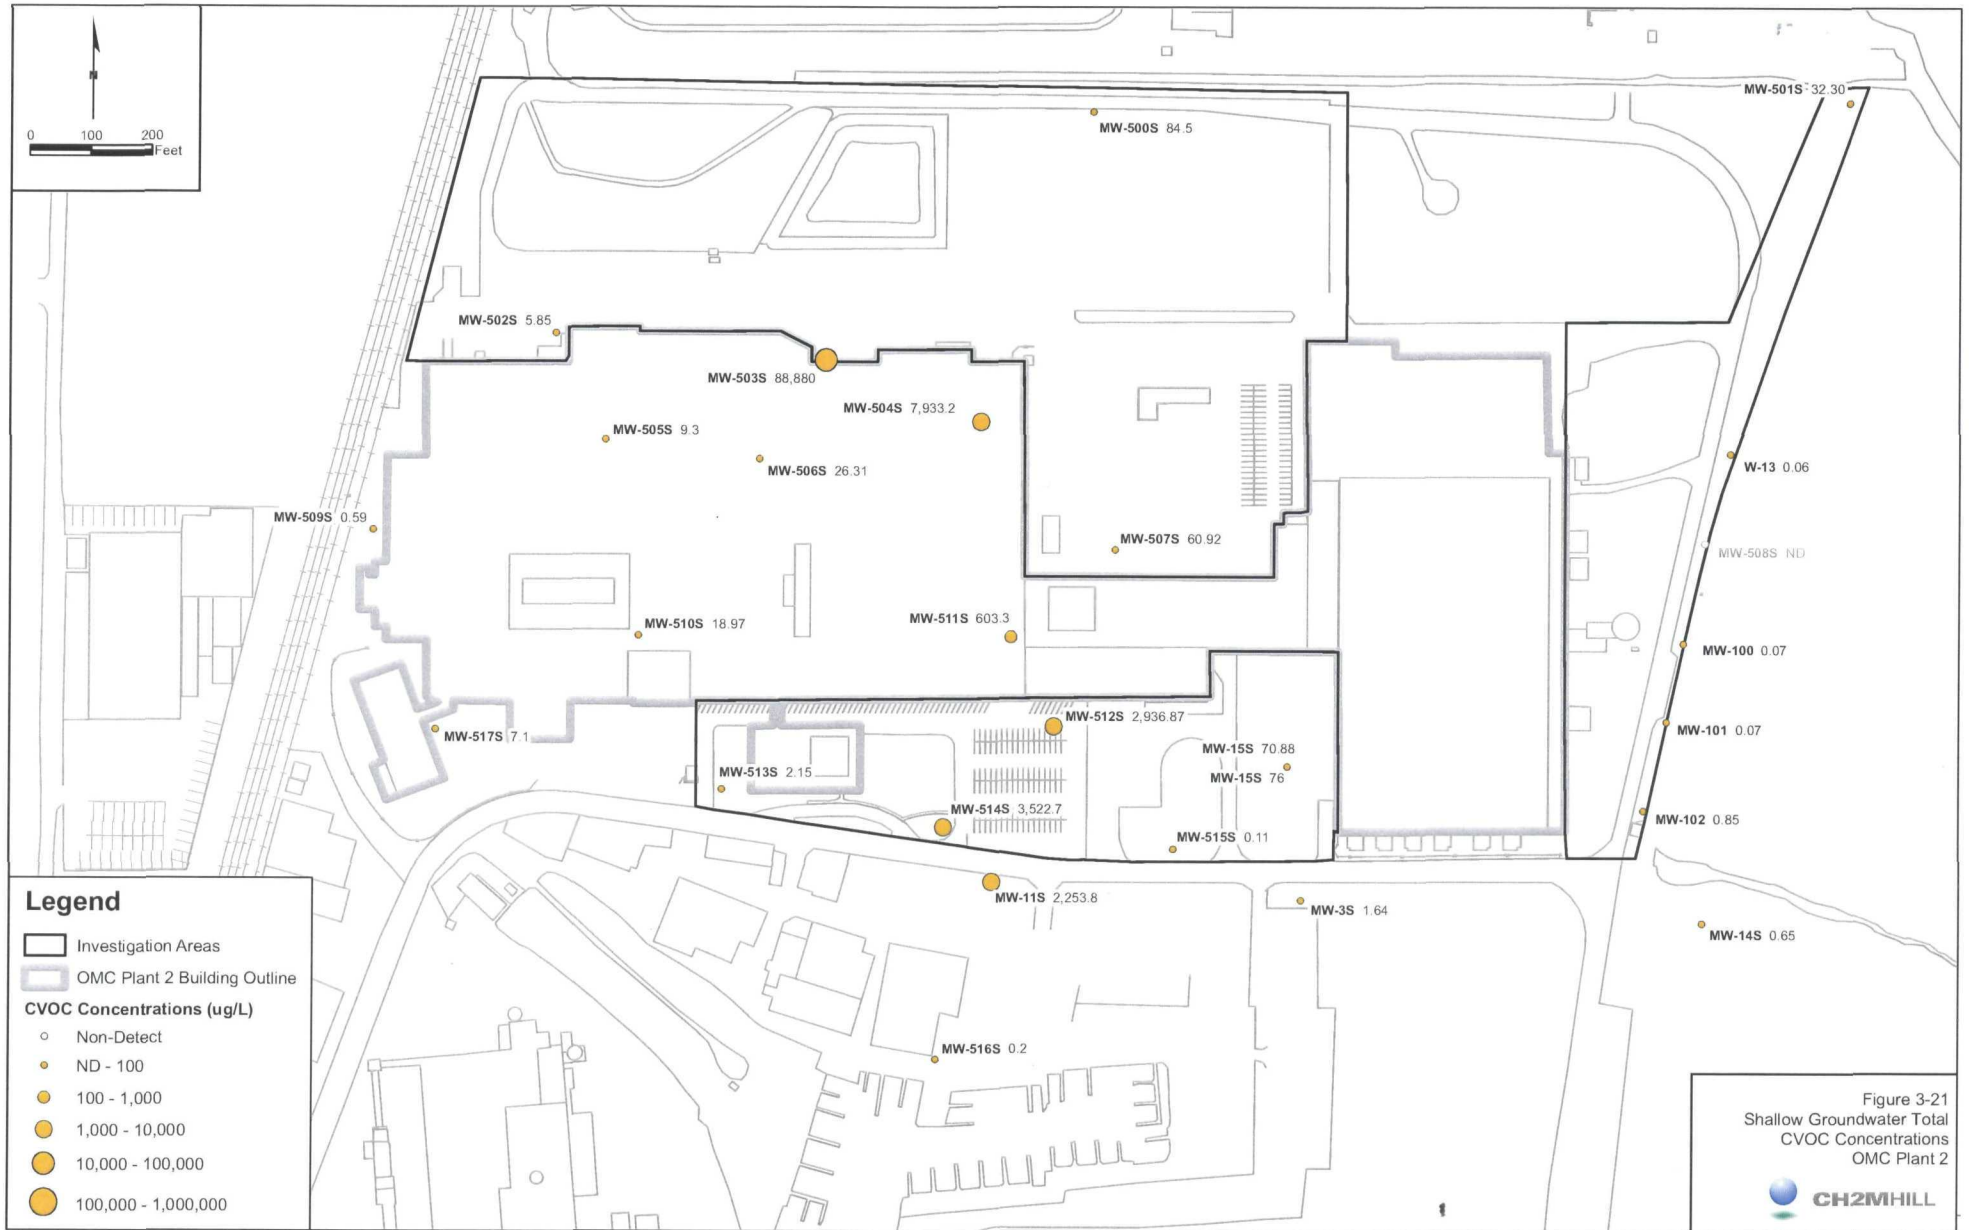 N
0 100 200
Feet
MW-501S 32.30
MW-500S 84.5
MW-502S 5.85
MW-503S 88,880
MW-504S 7,933.2
MW-505S 9.3
MW-506S 26.31
W-13 0.06
MW-509S 0.59
MW-507S 60.92
MW-508S ND
MW-510S 18.97
MW-511S 603.3
MW-100 0.07
MW-512S 2,936.87
MW-517S 7.1
MW-101 0.07
MW-15S 70.88
MW-15S 76
MW-513S 2.15
MW-514S 3,522.7
MW-102 0.85
MW-515S 0.11
MW-11S 2,253.8
MW-3S 1.64
MW-14S 0.65
MW-516S 0.2
Legend
Investigation Areas
OMC Plant 2 Building Outline
CVOC Concentrations (ug/L)
Non-Detect
ND - 100
100 - 1,000
1,000 - 10,000
10,000 - 100,000
100,000 - 1,000,000
Figure 3-21
Shallow Groundwater Total
CVOC Concentrations
OMC Plant 2
CH2MHILL